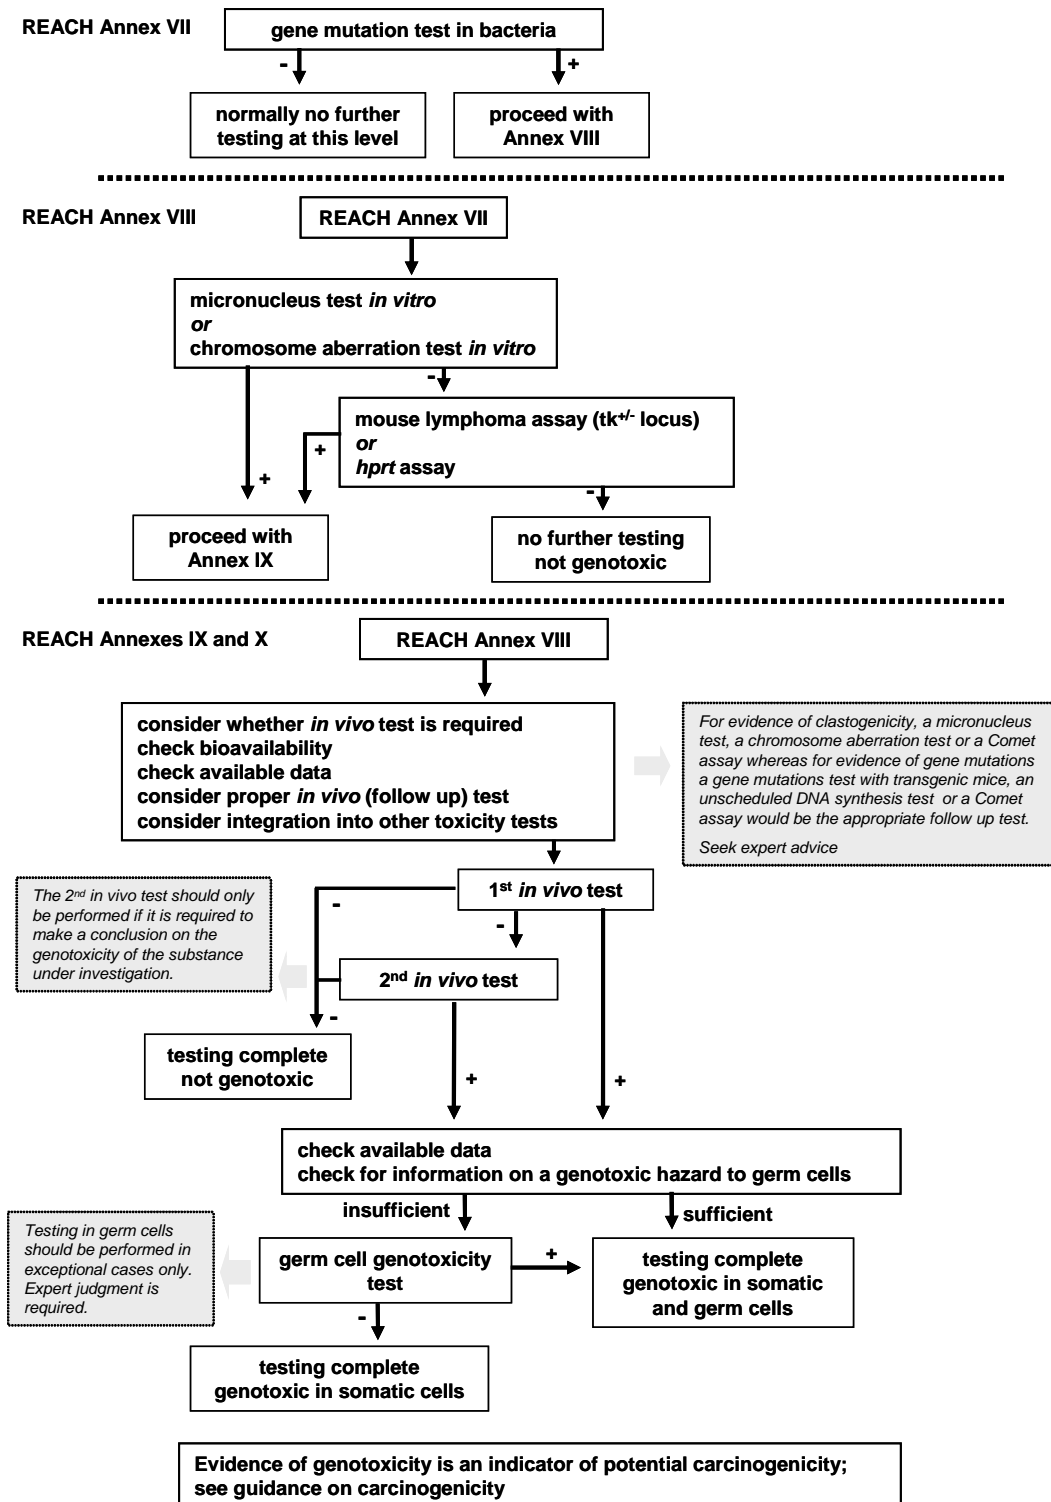 REACH Annex VII
gene mutation test in bacteria
-
+
normally no further
testing at this level
proceed with
Annex VIII
REACH Annex VIII
REACH Annex VII
micronucleus test in vitro
or
chromosome aberration test in vitro
-
mouse lymphoma assay (tk+/- locus)
or
hprt assay
+
+
-
proceed with
Annex IX
no further testing
not genotoxic
REACH Annexes IX and X
REACH Annex VIII
consider whether in vivo test is required
check bioavailability
check available data
consider proper in vivo (follow up) test
consider integration into other toxicity tests
For evidence of clastogenicity, a micronucleus
test, a chromosome aberration test or a Comet
assay whereas for evidence of gene mutations
a gene mutations test with transgenic mice, an
unscheduled DNA synthesis test or a Comet
assay would be the appropriate follow up test.
Seek expert advice
1st in vivo test
The 2nd in vivo test should only
be performed if it is required to
make a conclusion on the
genotoxicity of the substance
under investigation.
-
-
2nd in vivo test
-
testing complete
not genotoxic
+
+
check available data
check for information on a genotoxic hazard to germ cells
insufficient
sufficient
Testing in germ cells
should be performed in
exceptional cases only.
Expert judgment is
required.
germ cell genotoxicity
test
+
testing complete
genotoxic in somatic
and germ cells
-
testing complete
genotoxic in somatic cells
Evidence of genotoxicity is an indicator of potential carcinogenicity;
see guidance on carcinogenicity